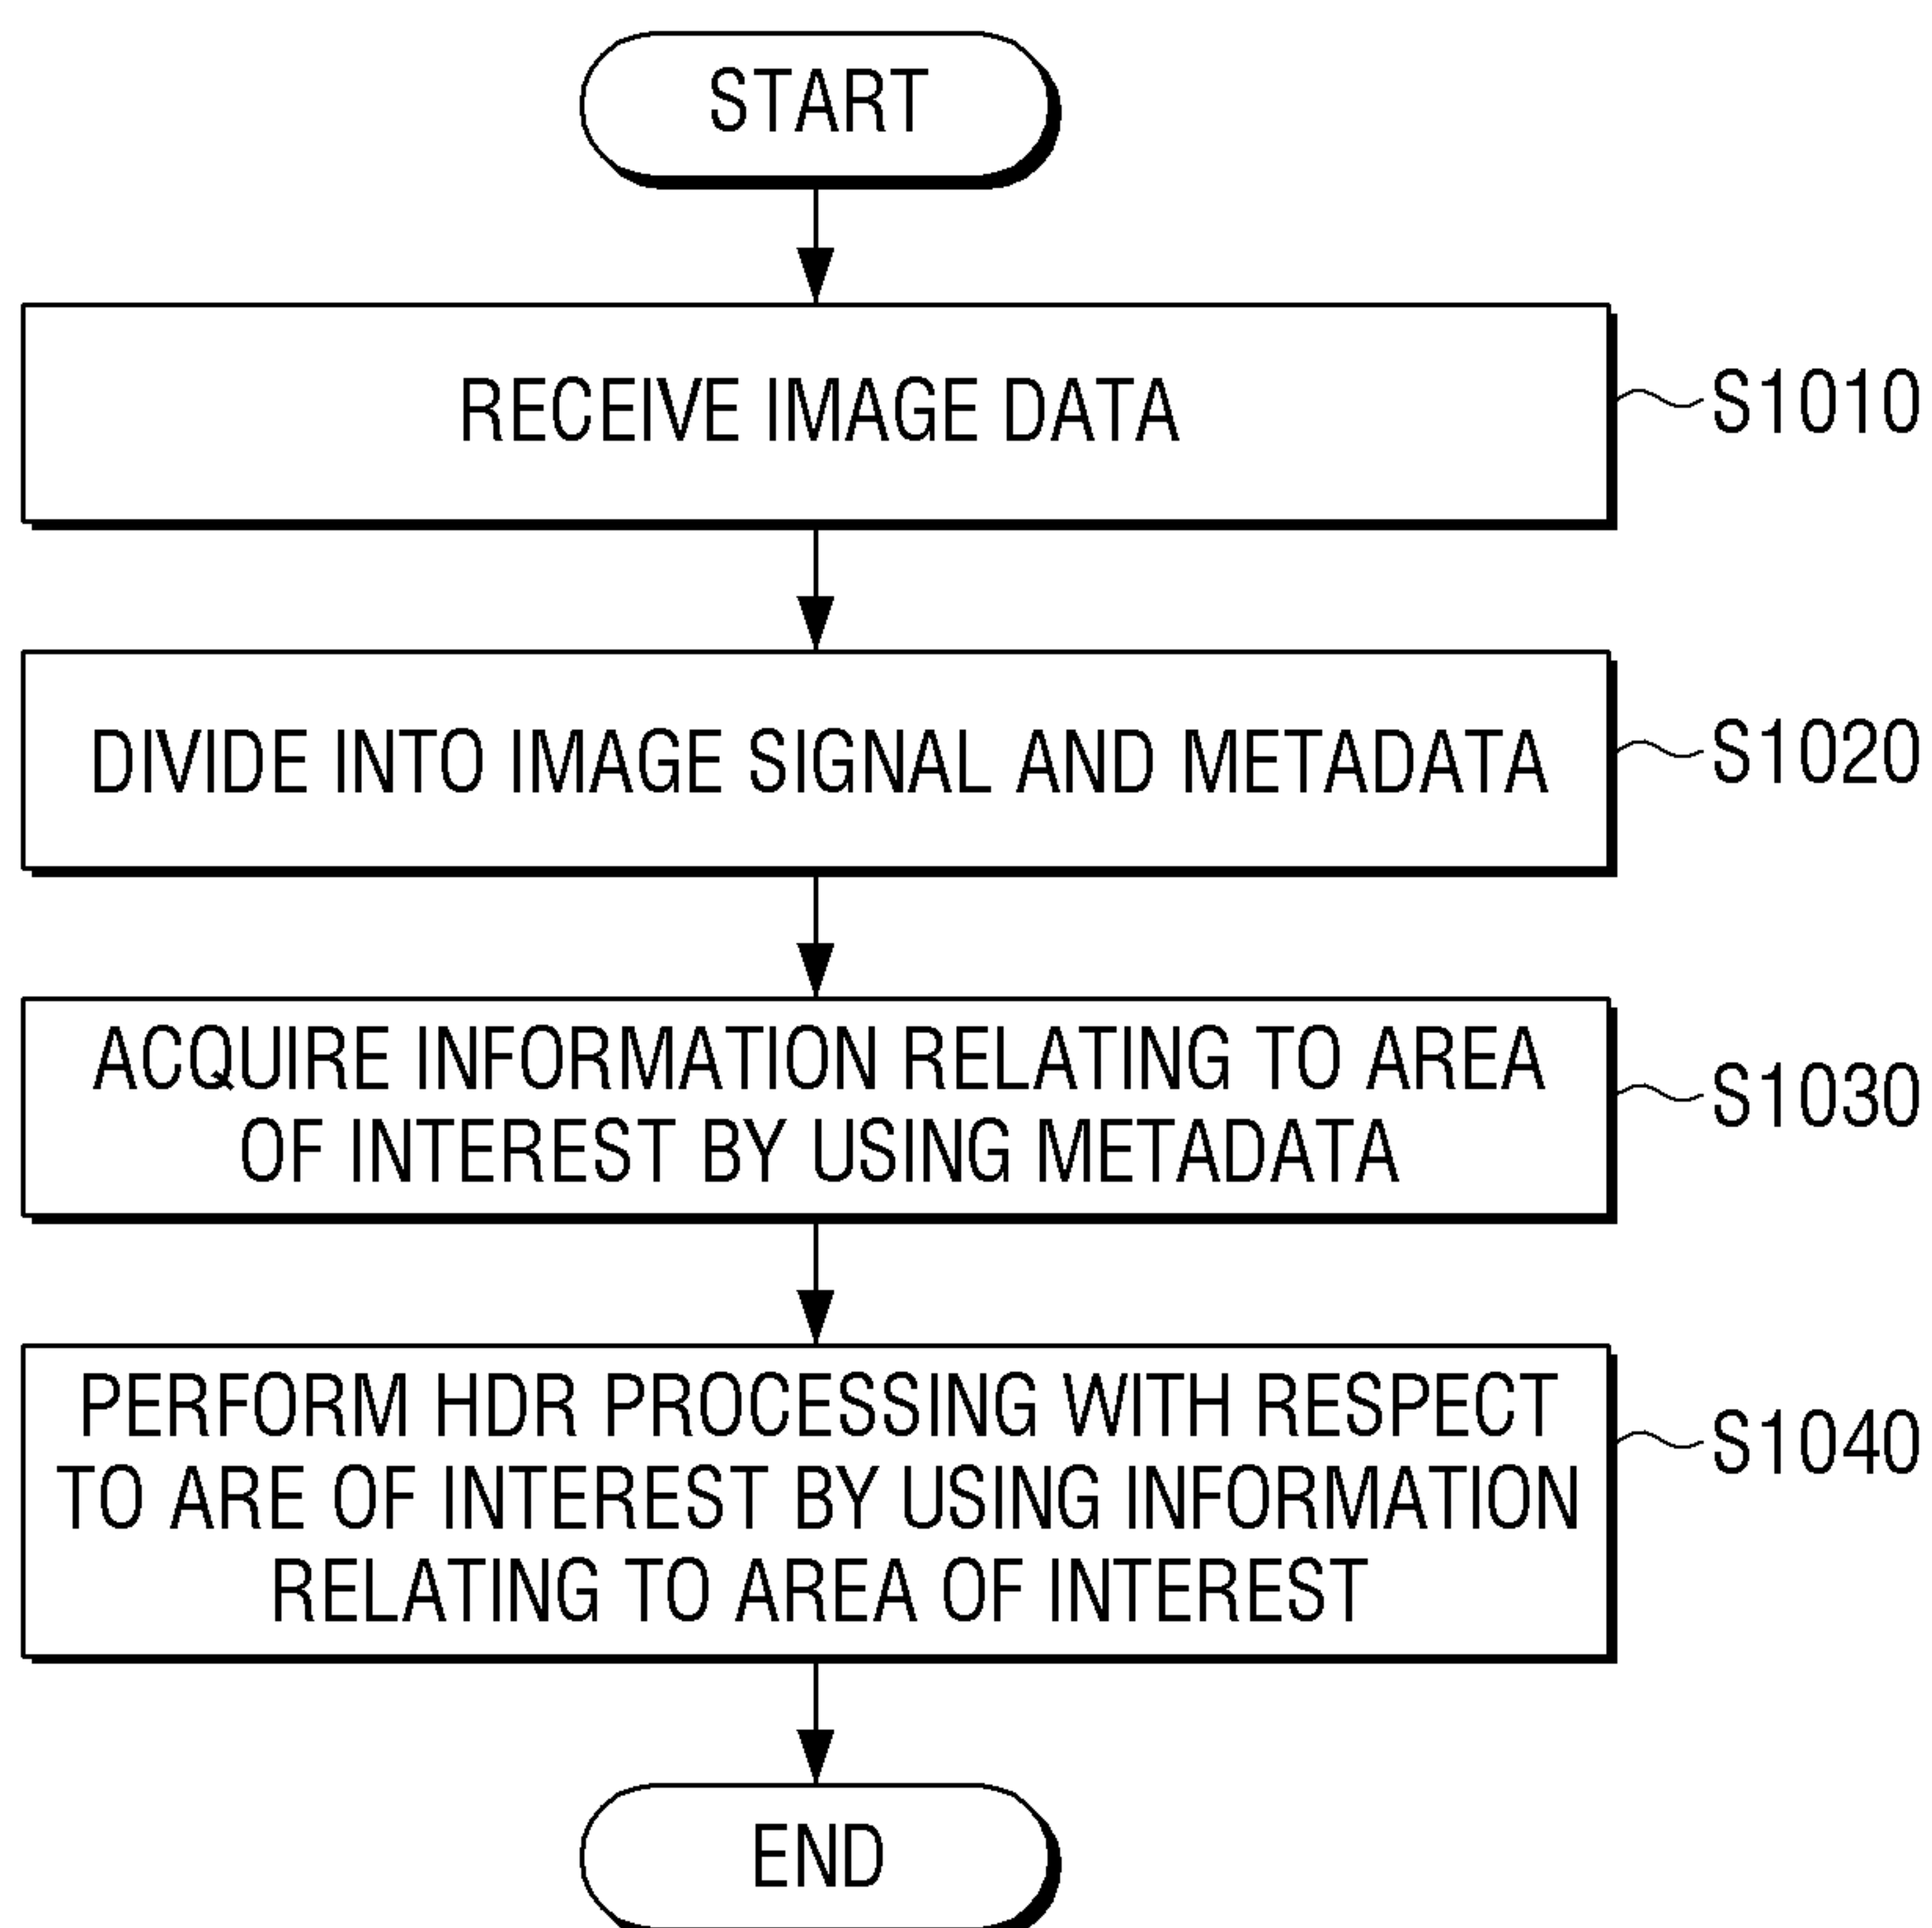 START
RECEIVE IMAGE DATA
S1010
DIVIDE INTO IMAGE SIGNAL AND METADATA
S1020
ACQUIRE INFORMATION RELATING TO AREA
OF INTEREST BY USING METADATA
S1030
PERFORM HDR PROCESSING WITH RESPECT
TO ARE OF INTEREST BY USING INFORMATION
RELATING TO AREA OF INTEREST
S1040
END